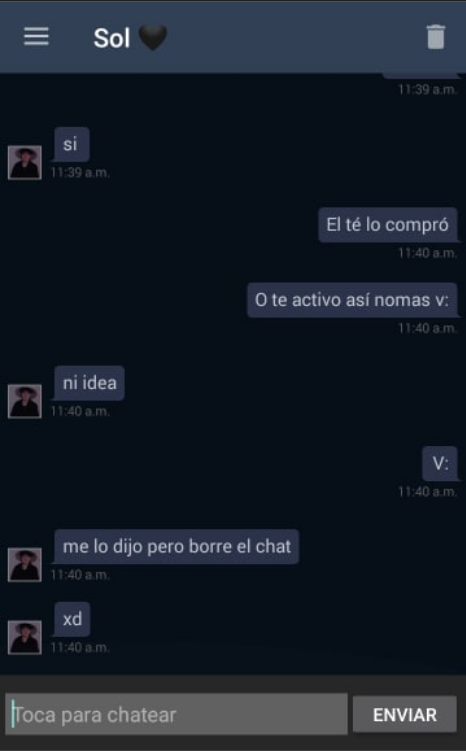 Sol 🖤
11:39 a.m.
si
11:39 a.m.
El té lo compró
11:40 a.m.
O te activo así nomas v:
11:40 a.m.
ni idea
11:40 a.m.
V:
11:40 a.m.
me lo dijo pero borre el chat
11:40 a.m.
xd
11:40 a.m.
Toca para chatear
ENVIAR